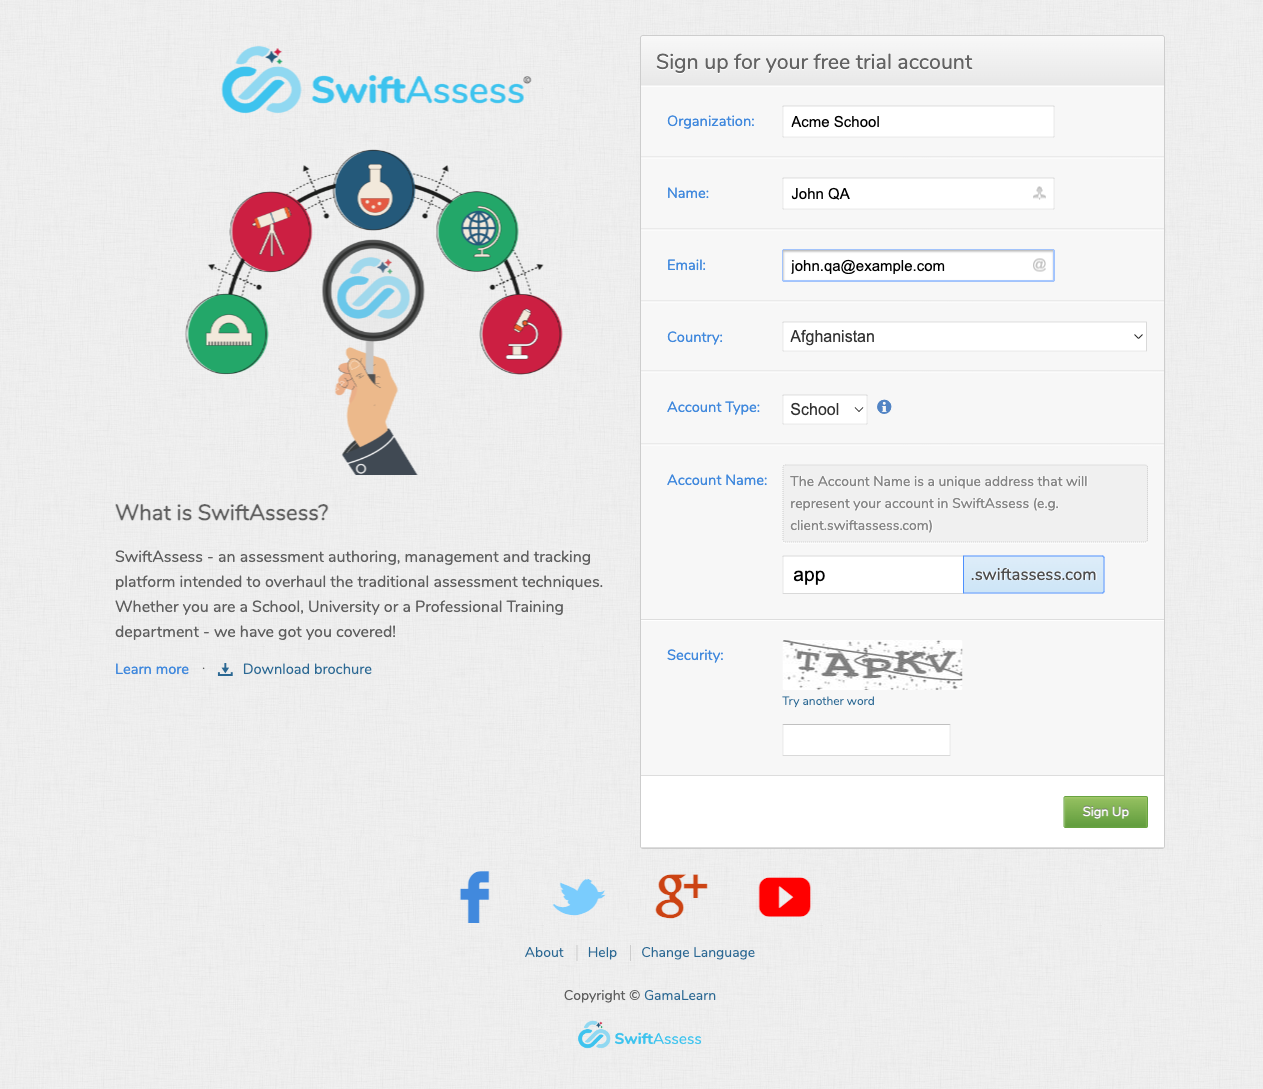 SwiftAssess©
Sign up for your free trial account
Organization: Acme School
Name: John QA
Email: john.qa@example.com @
Country: Afghanistan
Account Type: School i
Account Name: The Account Name is a unique address that will
represent your account in SwiftAssess (e.g.
client.swiftassess.com)
app .swiftassess.com
Security: TAPKV
Try another word
Sign Up
What is SwiftAssess?
SwiftAssess - an assessment authoring, management and tracking
platform intended to overhaul the traditional assessment techniques.
Whether you are a School, University or a Professional Training
department - we have got you covered!
Learn more · Download brochure
f g+
About | Help | Change Language
Copyright © GamaLearn
SwiftAssess